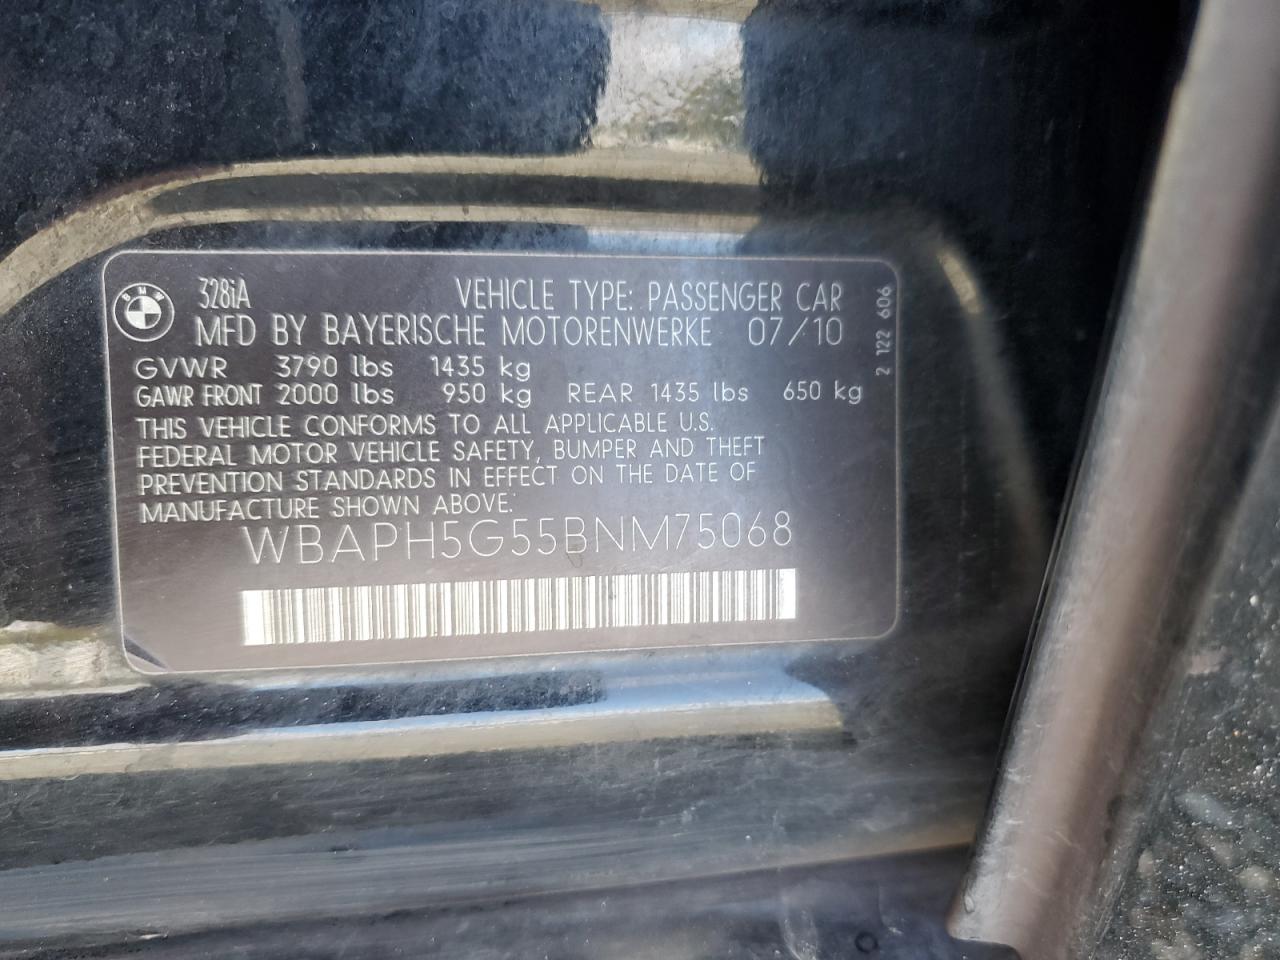 BMW
328iA VEHICLE TYPE: PASSENGER CAR
MFD BY BAYERISCHE MOTORENWERKE 07/10
GVWR 3790 lbs 1435 kg
GAWR FRONT 2000 lbs 950 kg REAR 1435 lbs 650 kg
THIS VEHICLE CONFORMS TO ALL APPLICABLE U.S.
FEDERAL MOTOR VEHICLE SAFETY, BUMPER AND THEFT
PREVENTION STANDARDS IN EFFECT ON THE DATE OF
MANUFACTURE SHOWN ABOVE:
WBAPH5G55BNM75068
2 122 606